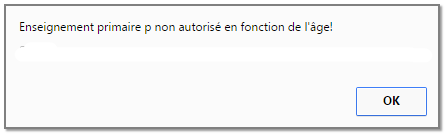 Enseignement primaire p non autorisé en fonction de l'âge!
OK